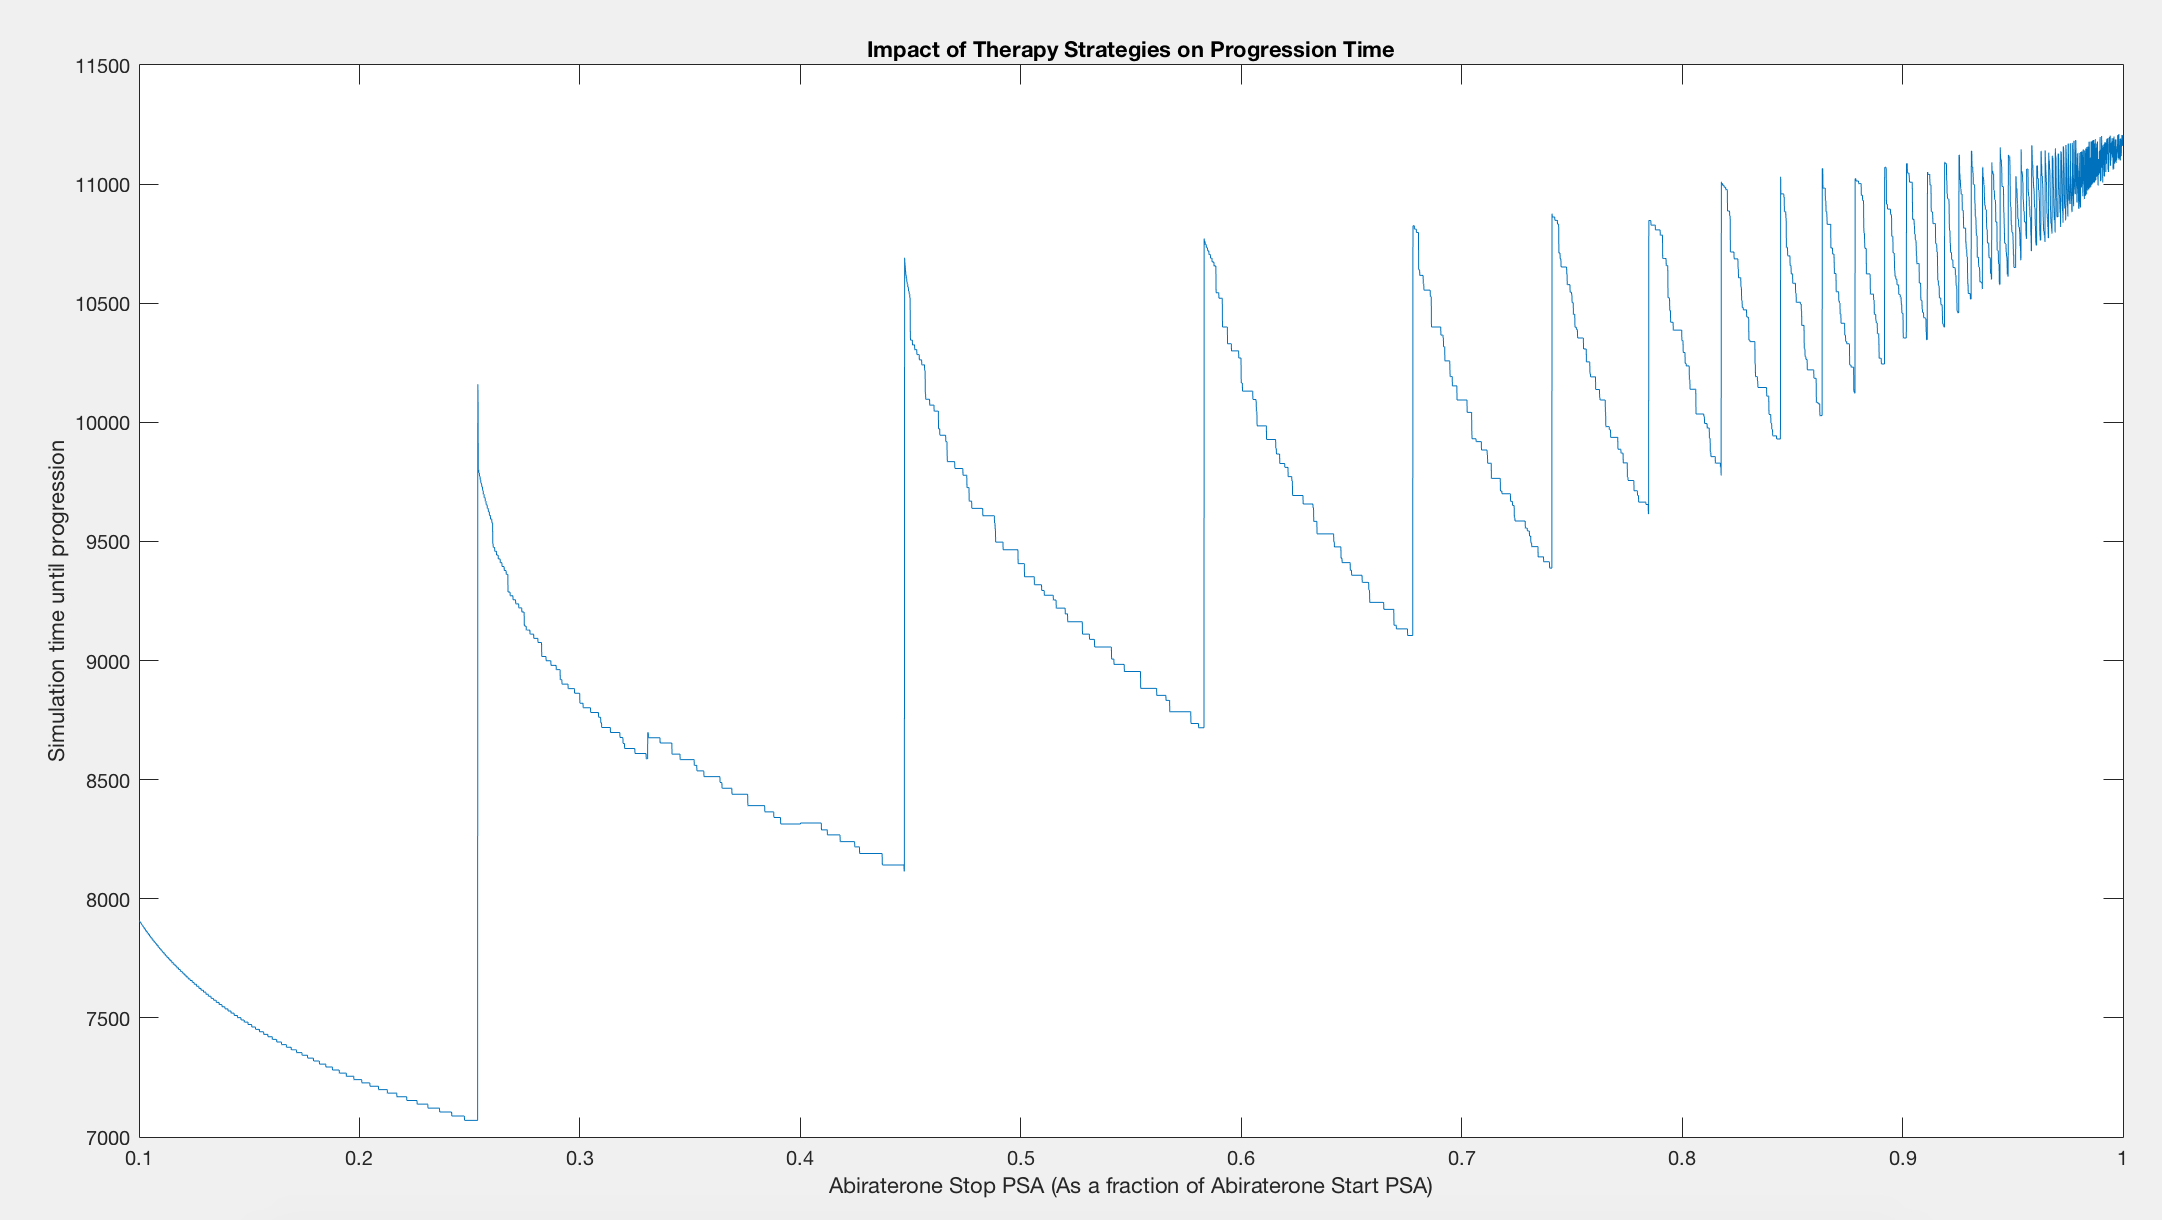 Impact of Therapy Strategies on Progression Time
11500
11000
10500
10000
9500
9000
8500
8000
7500
7000
Simulation time until progression
0.1 0.2 0.3 0.4 0.5 0.6 0.7 0.8 0.9 1
Abiraterone Stop PSA (As a fraction of Abiraterone Start PSA)